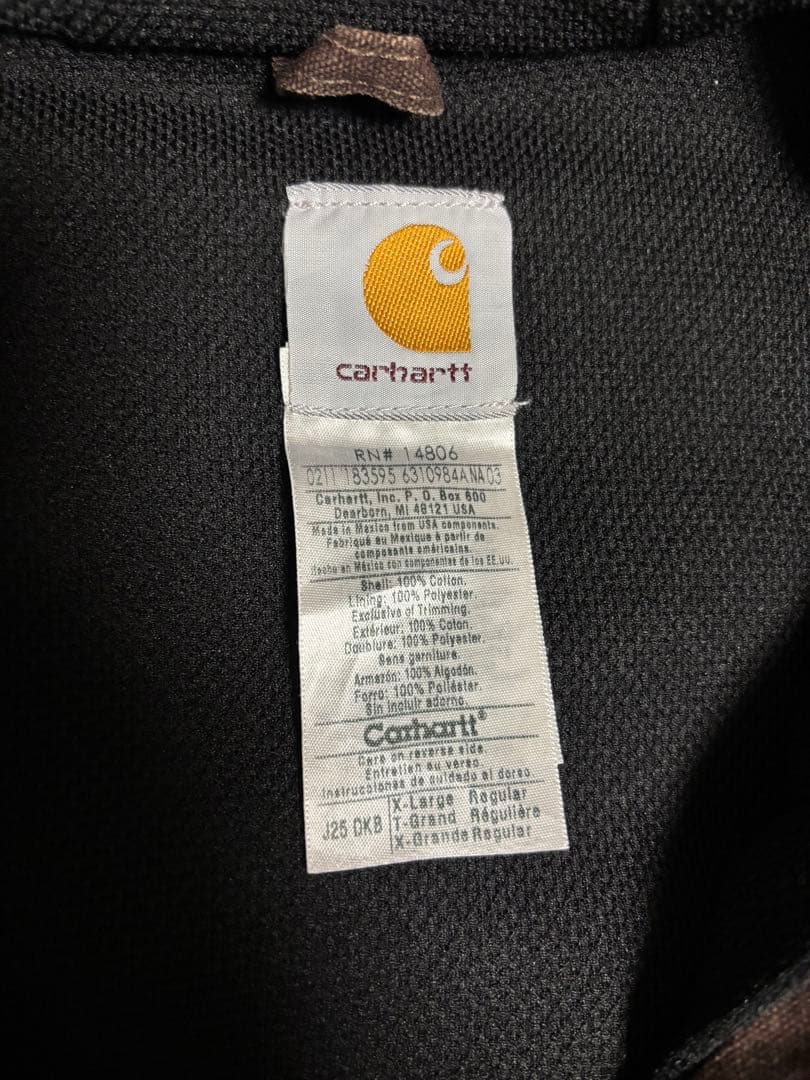 carhartt
RN# 14806
0211 183595 6310984ANA03
Carhartt, Inc. P. O. Box 600
Dearborn, MI 48121 USA
Made in Mexico from USA components.
Fabriqué au Mexique à partir de
composants américains.
Hecho en México con componentes de los EE.UU.
Shell: 100% Cotton.
Lining: 100% Polyester.
Exclusive of Trimming.
Extérieur: 100% Coton.
Doublure: 100% Polyester.
Sans garniture.
Armazón: 100% Algodón.
Forro: 100% Poliéster.
Sin incluir adorno.
Carhartt®
Care on reverse side.
Entretien au verso.
Instrucciones de cuidado al dorso
J25 DKB
X-Large Regular
T-Grand Régulière
X-Grande Regular